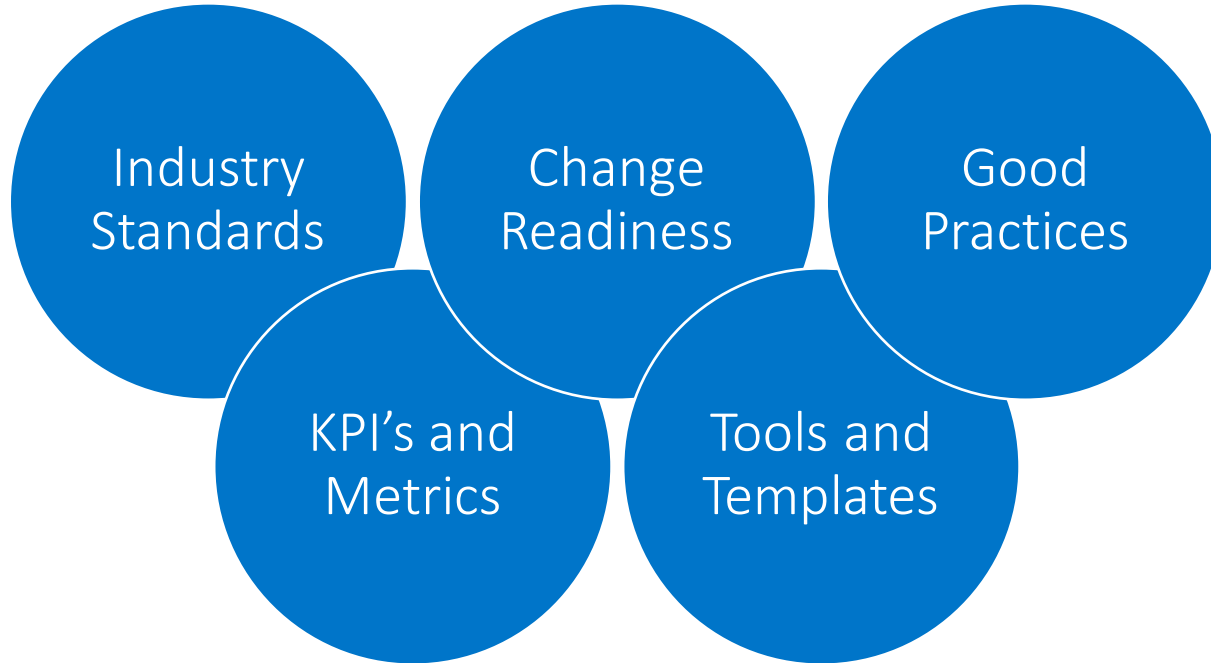 Industry
Standards
Change
Readiness
Good
Practices
KPI’s and
Metrics
Tools and
Templates